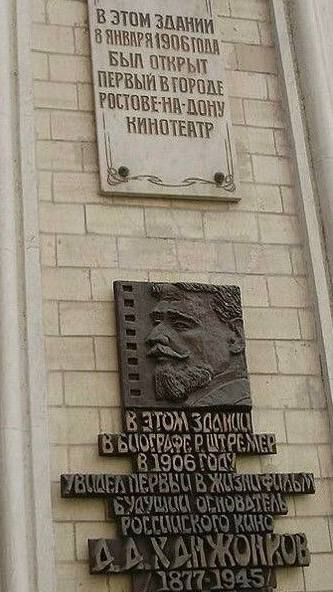 В ЭТОМ ЗДАНИИ
8 ЯНВАРЯ 1906 ГОДА
БЫЛ ОТКРЫТ
ПЕРВЫЙ В ГОРОДЕ
РОСТОВЕ-НА-ДОНУ
КИНОТЕАТР
В ЭТОМ ЗДАНИИ
В БИОГРАФЕ Р. ШТРЕМЕР
В 1906 ГОДУ
УВИДЕЛ ПЕРВЫЙ В ЖИЗНИ ФИЛЬМ
БУДУЩИЙ ОСНОВАТЕЛЬ
РОССИЙСКОГО КИНО
А. А. ХАНЖОНКОВ
1877-1945